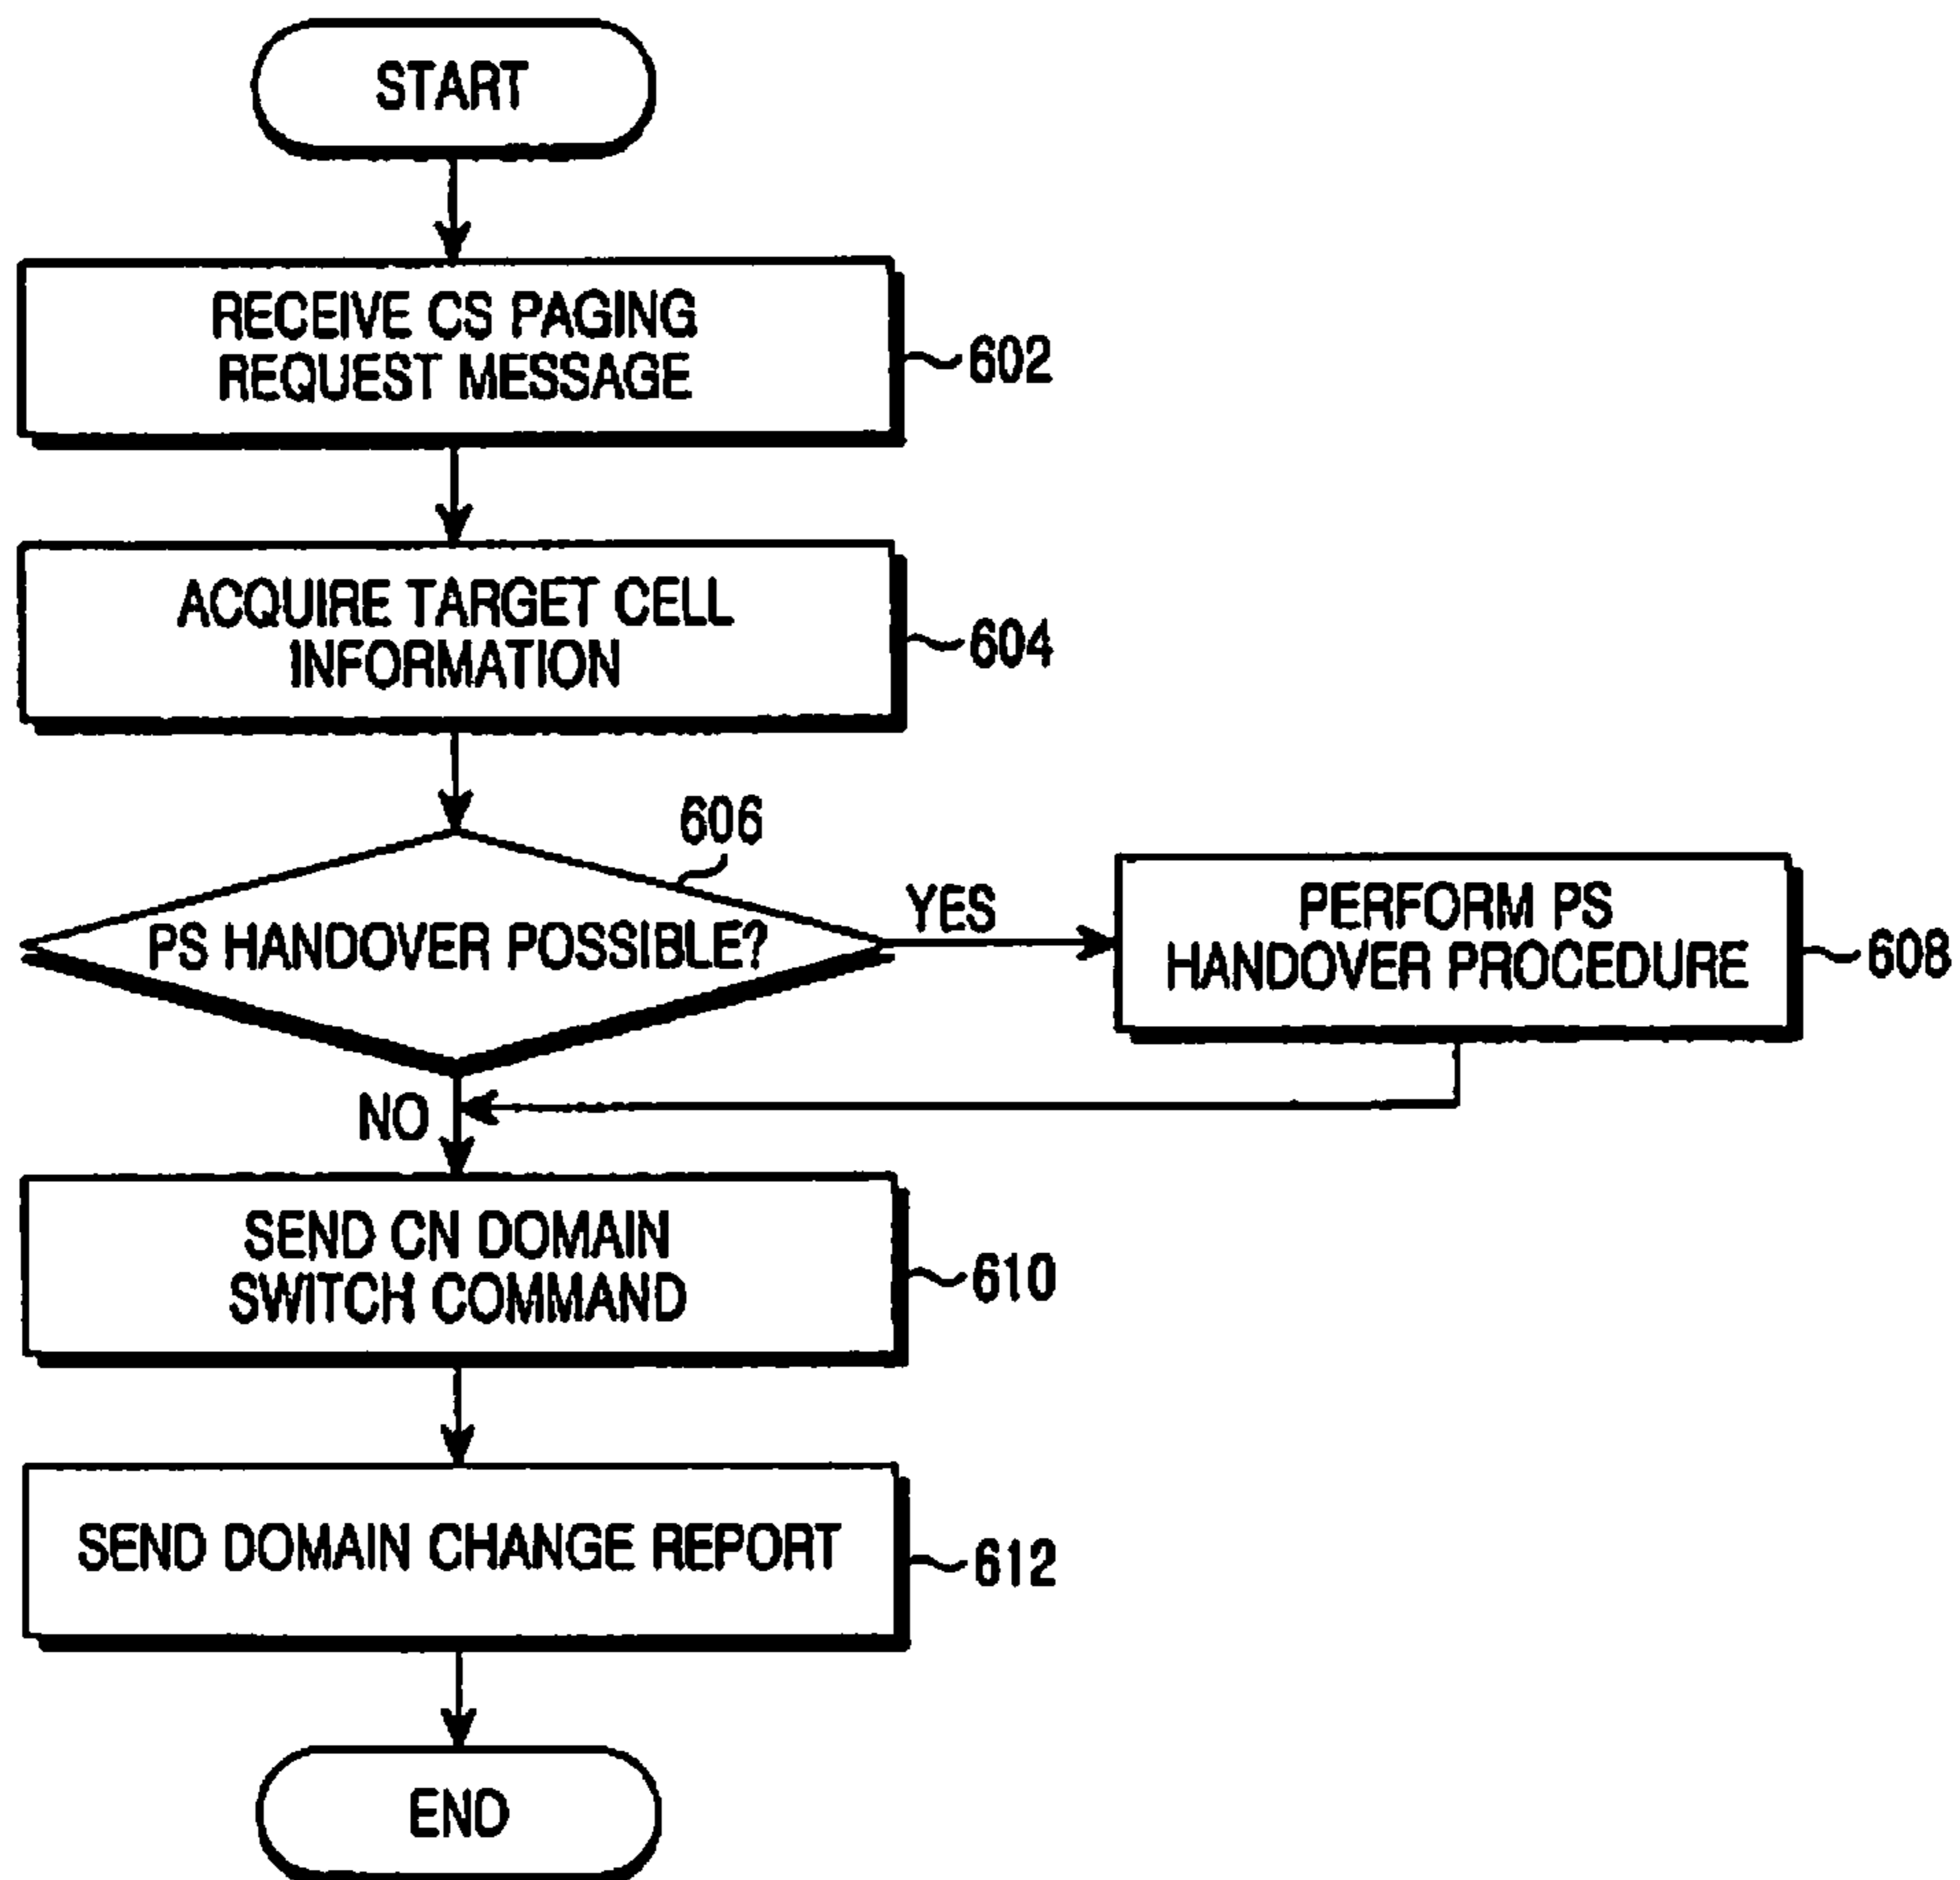 START
RECEIVE CS PAGING
REQUEST MESSAGE
602
ACQUIRE TARGET CELL
INFORMATION
604
606
PS HANDOVER POSSIBLE?
YES
PERFORM PS
HANDOVER PROCEDURE
608
NO
SEND CN DOMAIN
SWITCH COMMAND
610
SEND DOMAIN CHANGE REPORT
612
END